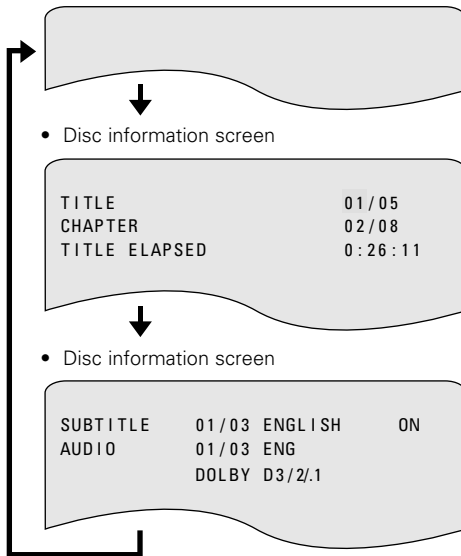 • Disc information screen
TITLE 01/05
CHAPTER 02/08
TITLE ELAPSED 0:26:11
• Disc information screen
SUBTITLE 01/03 ENGLISH ON
AUDIO 01/03 ENG
DOLBY D3/2/.1